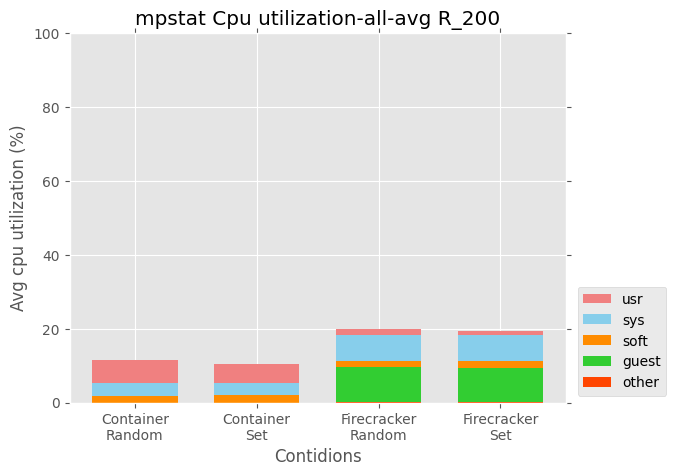 mpstat Cpu utilization-all-avg R_200
Avg cpu utilization (%)
100
80
60
40
20
0
Container
Random
Container
Set
Firecracker
Random
Firecracker
Set
Contidions
usr
sys
soft
guest
other